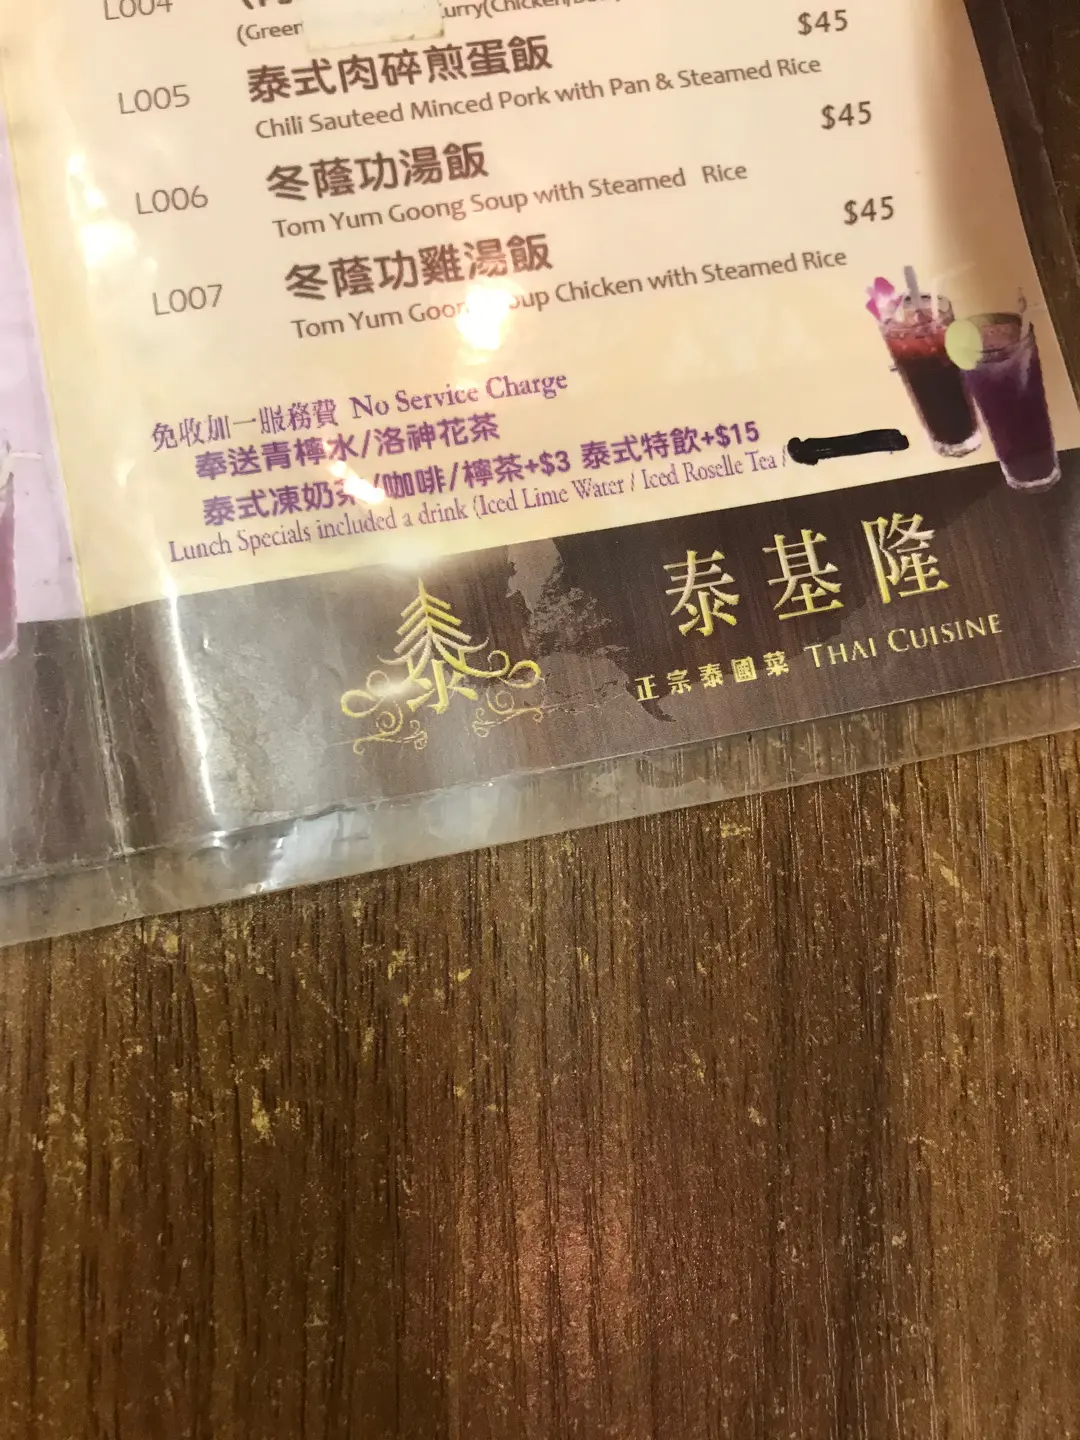 L004
(Green urry(Chicken/
L005 泰式肉碎煎蛋飯 $45
Chili Sauteed Minced Pork with Pan & Steamed Rice
L006 冬蔭功湯飯 $45
Tom Yum Goong Soup with Steamed Rice
L007 冬蔭功雞湯飯 $45
Tom Yum Goon oup Chicken with Steamed Rice
免收加一服務費 No Service Charge
奉送青檸水/洛神花茶
泰式凍奶茶/咖啡/檸茶+$3 泰式特飲+$15
Lunch Specials included a drink (Iced Lime Water / Iced Roselle Tea /
泰
泰基隆
正宗泰國菜 THAI CUISINE